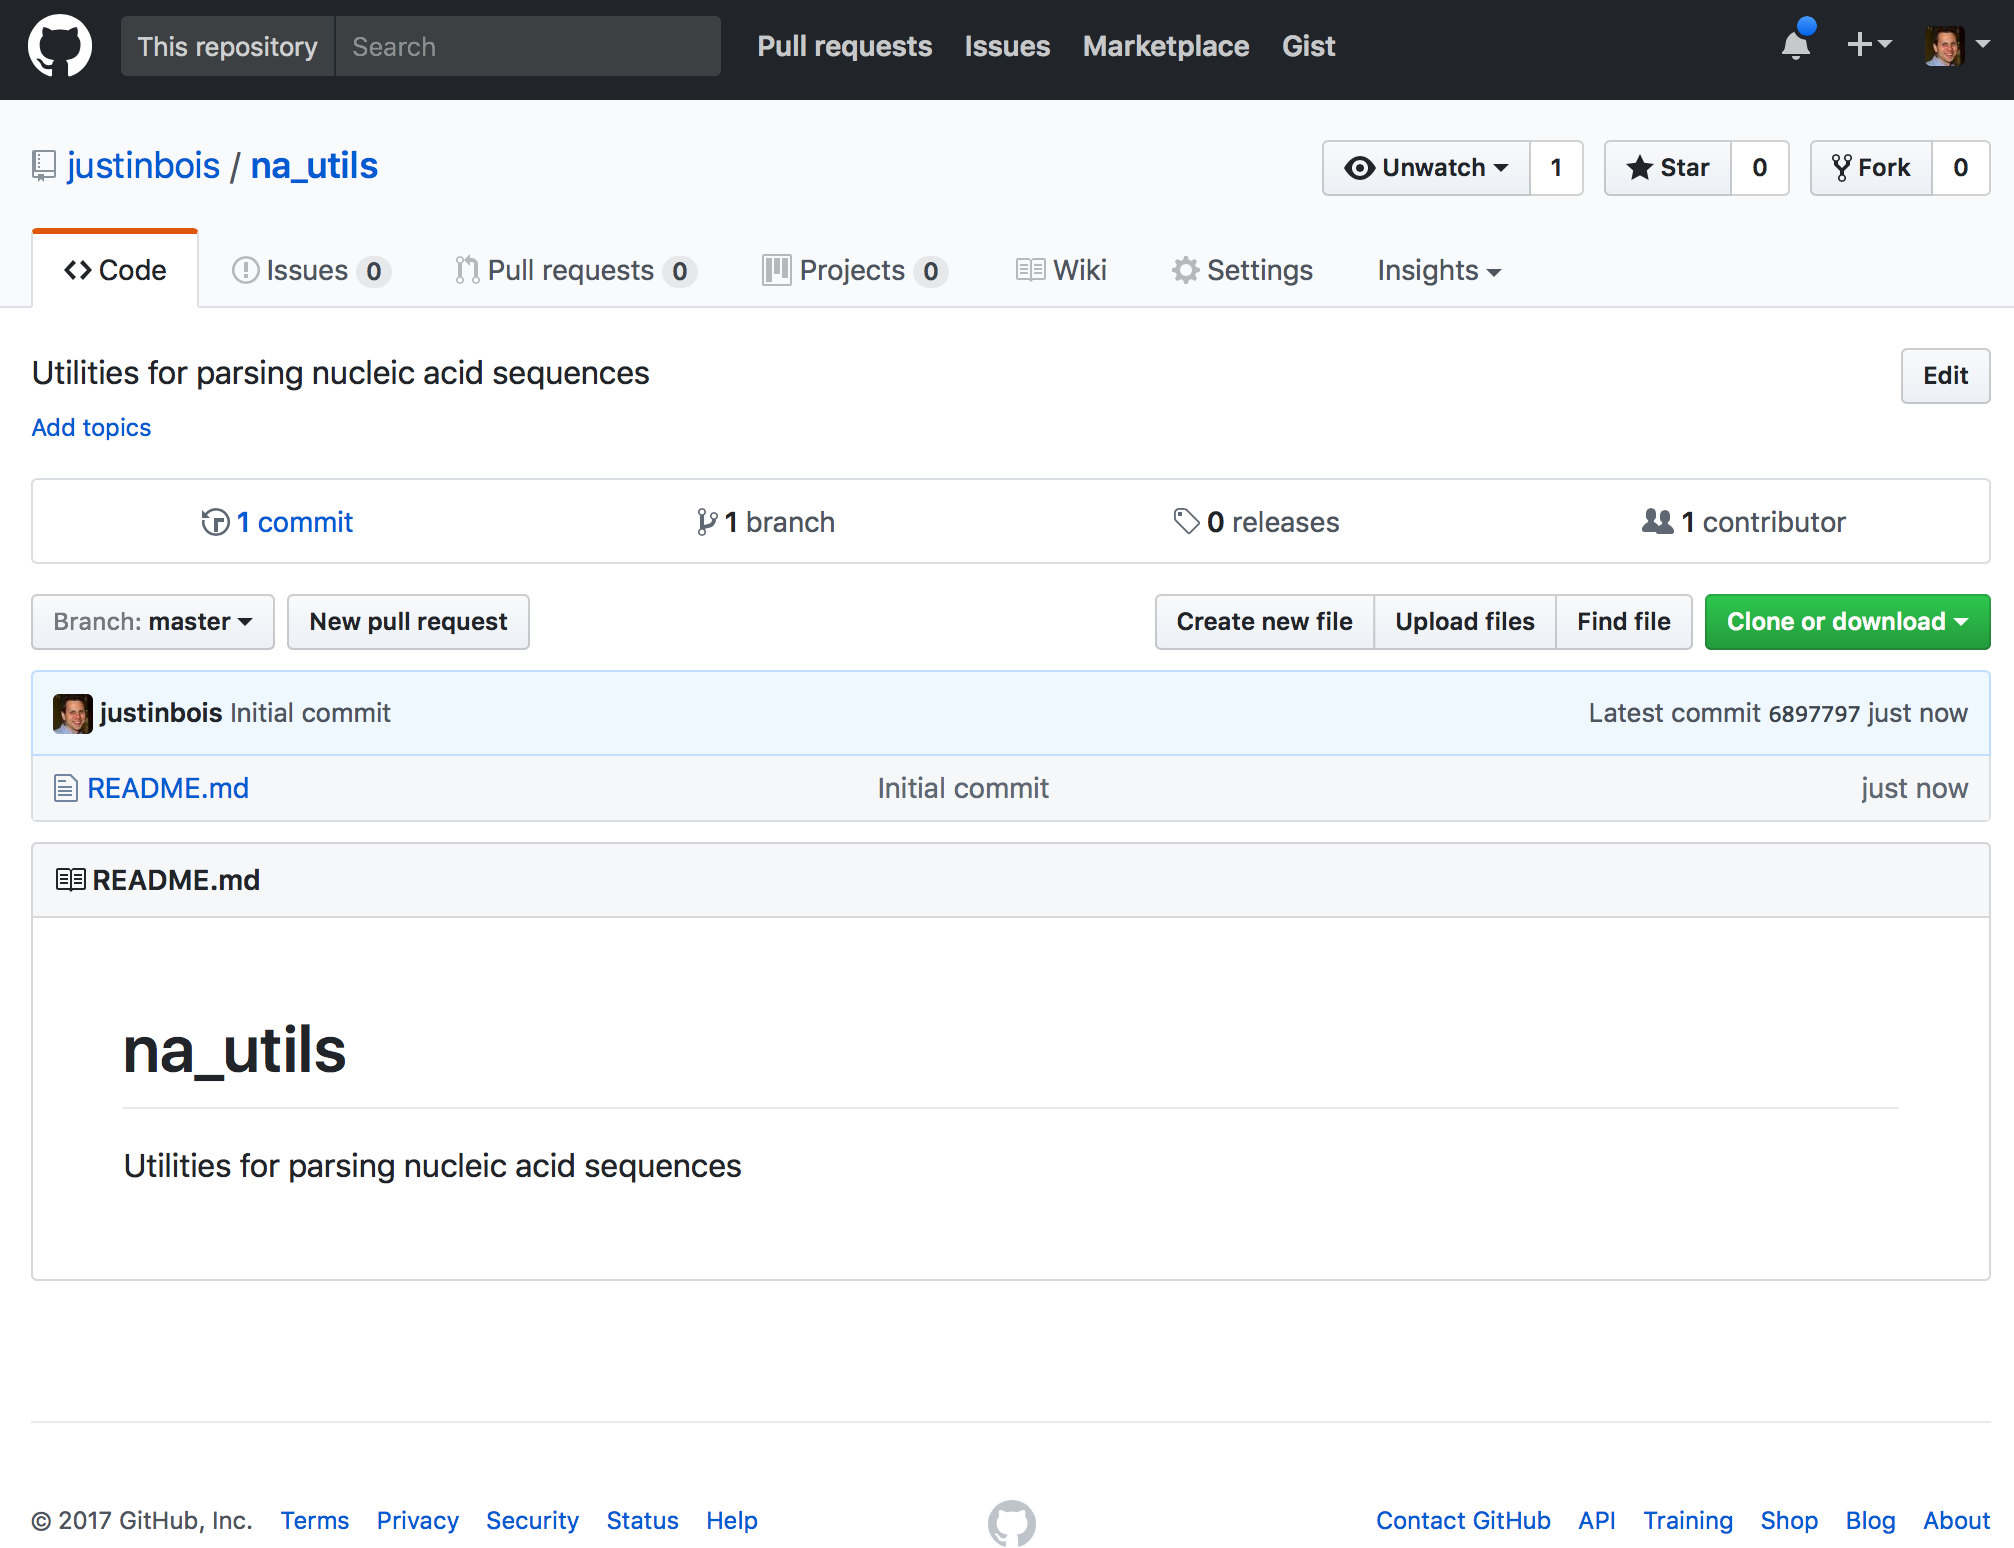 This repository Search Pull requests Issues Marketplace Gist
justinbois / na_utils Unwatch 1 Star 0 Fork 0
Code Issues 0 Pull requests 0 Projects 0 Wiki Settings Insights
Utilities for parsing nucleic acid sequences Edit
Add topics
1 commit 1 branch 0 releases 1 contributor
Branch: master New pull request Create new file Upload files Find file Clone or download
justinbois Initial commit Latest commit 6897797 just now
README.md Initial commit just now
README.md
na_utils
Utilities for parsing nucleic acid sequences
© 2017 GitHub, Inc. Terms Privacy Security Status Help Contact GitHub API Training Shop Blog About